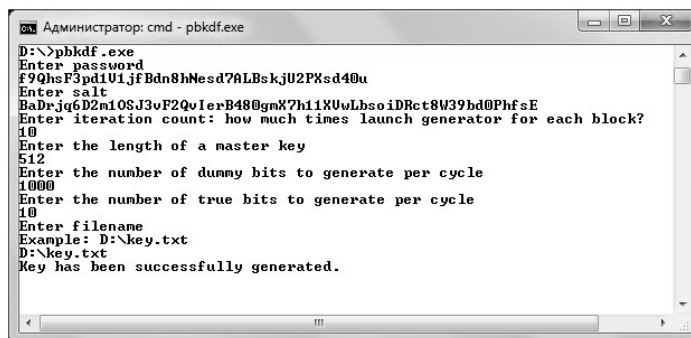 Администратор: cmd - pbkdf.exe
D:\>pbkdf.exe
Enter password
f9QhsF3pd1V1jfBdn8hNesd7ALBskjU2PXsd40u
Enter salt
BaDrjq6D2m1OSJ3vF2QvIerB480gmX7h11XVwLbsoiDRct8W39bd0PhfsE
Enter iteration count: how much times launch generator for each block?
10
Enter the length of a master key
512
Enter the number of dummy bits to generate per cycle
1000
Enter the number of true bits to generate per cycle
10
Enter filename
Example: D:\key.txt
D:\key.txt
Key has been successfully generated.